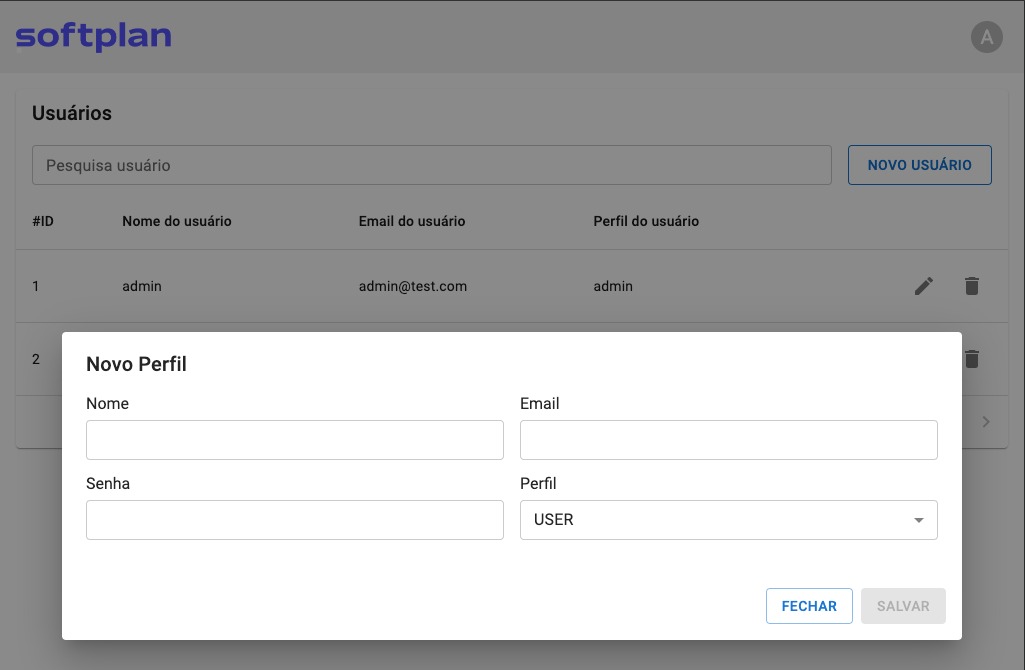 softplan
A
Usuários
Pesquisa usuário
NOVO USUÁRIO
#ID Nome do usuário Email do usuário Perfil do usuário
1 admin admin@test.com admin
2
Novo Perfil
Nome Email
Senha Perfil
USER
FECHAR SALVAR